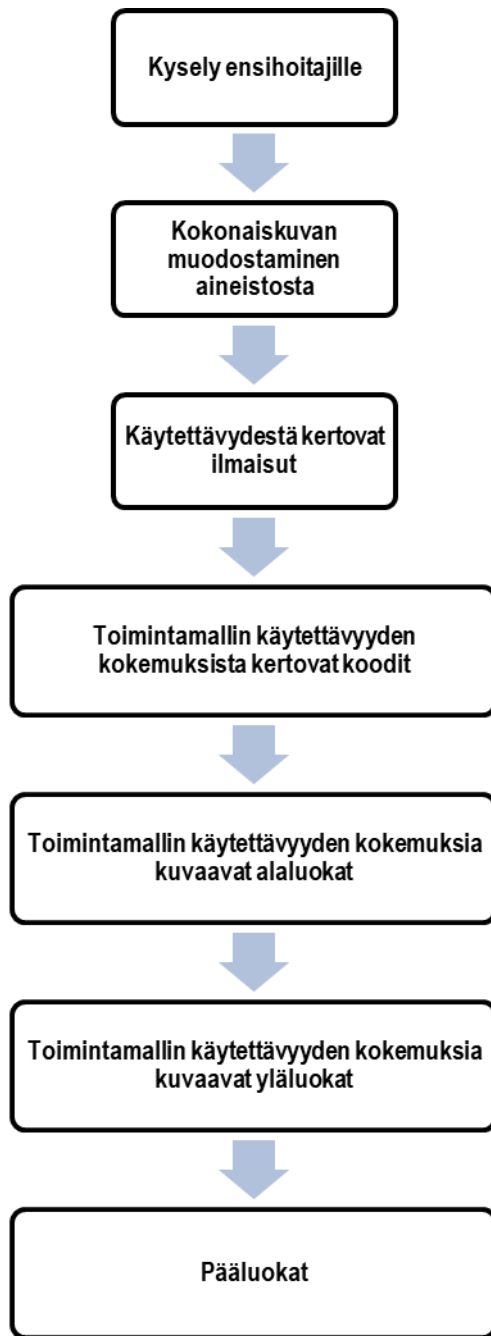 Kysely ensihoitajille
Kokonaiskuvan
muodostaminen
aineistosta
Käytettävydestä kertovat
ilmaisut
Toimintamallin käytettävyyden
kokemuksista kertovat koodit
Toimintamallin käytettävyyden kokemuksia
kuvaavat alaluokat
Toimintamallin käytettävyyden kokemuksia
kuvaavat yläluokat
Pääluokat